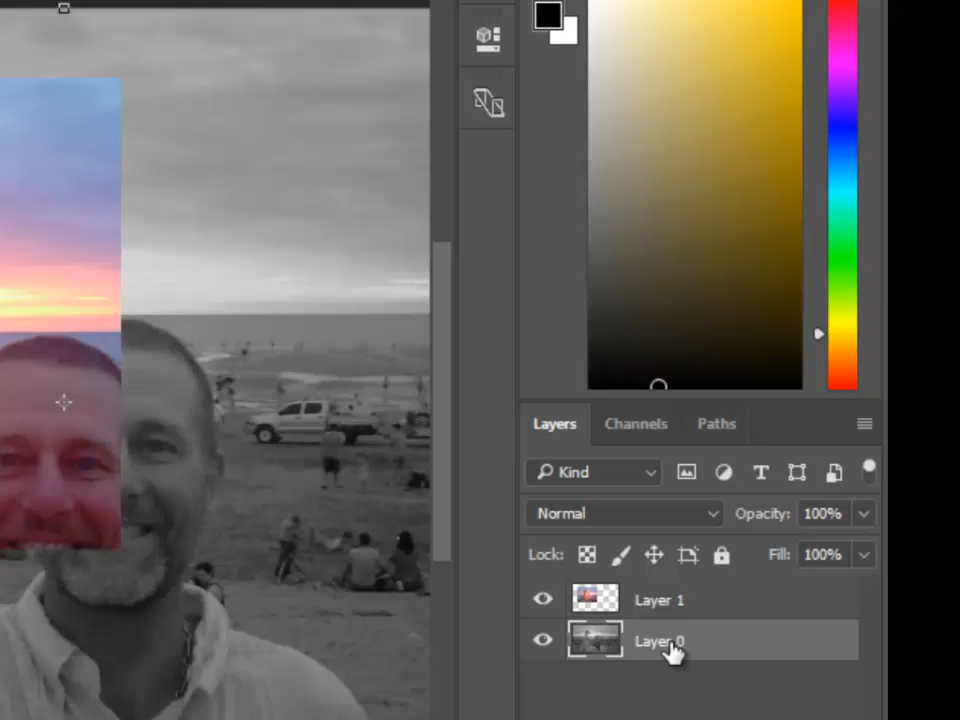 Layers Channels Paths
Kind
Normal Opacity: 100%
Lock: Fill: 100%
Layer 1
Layer 0